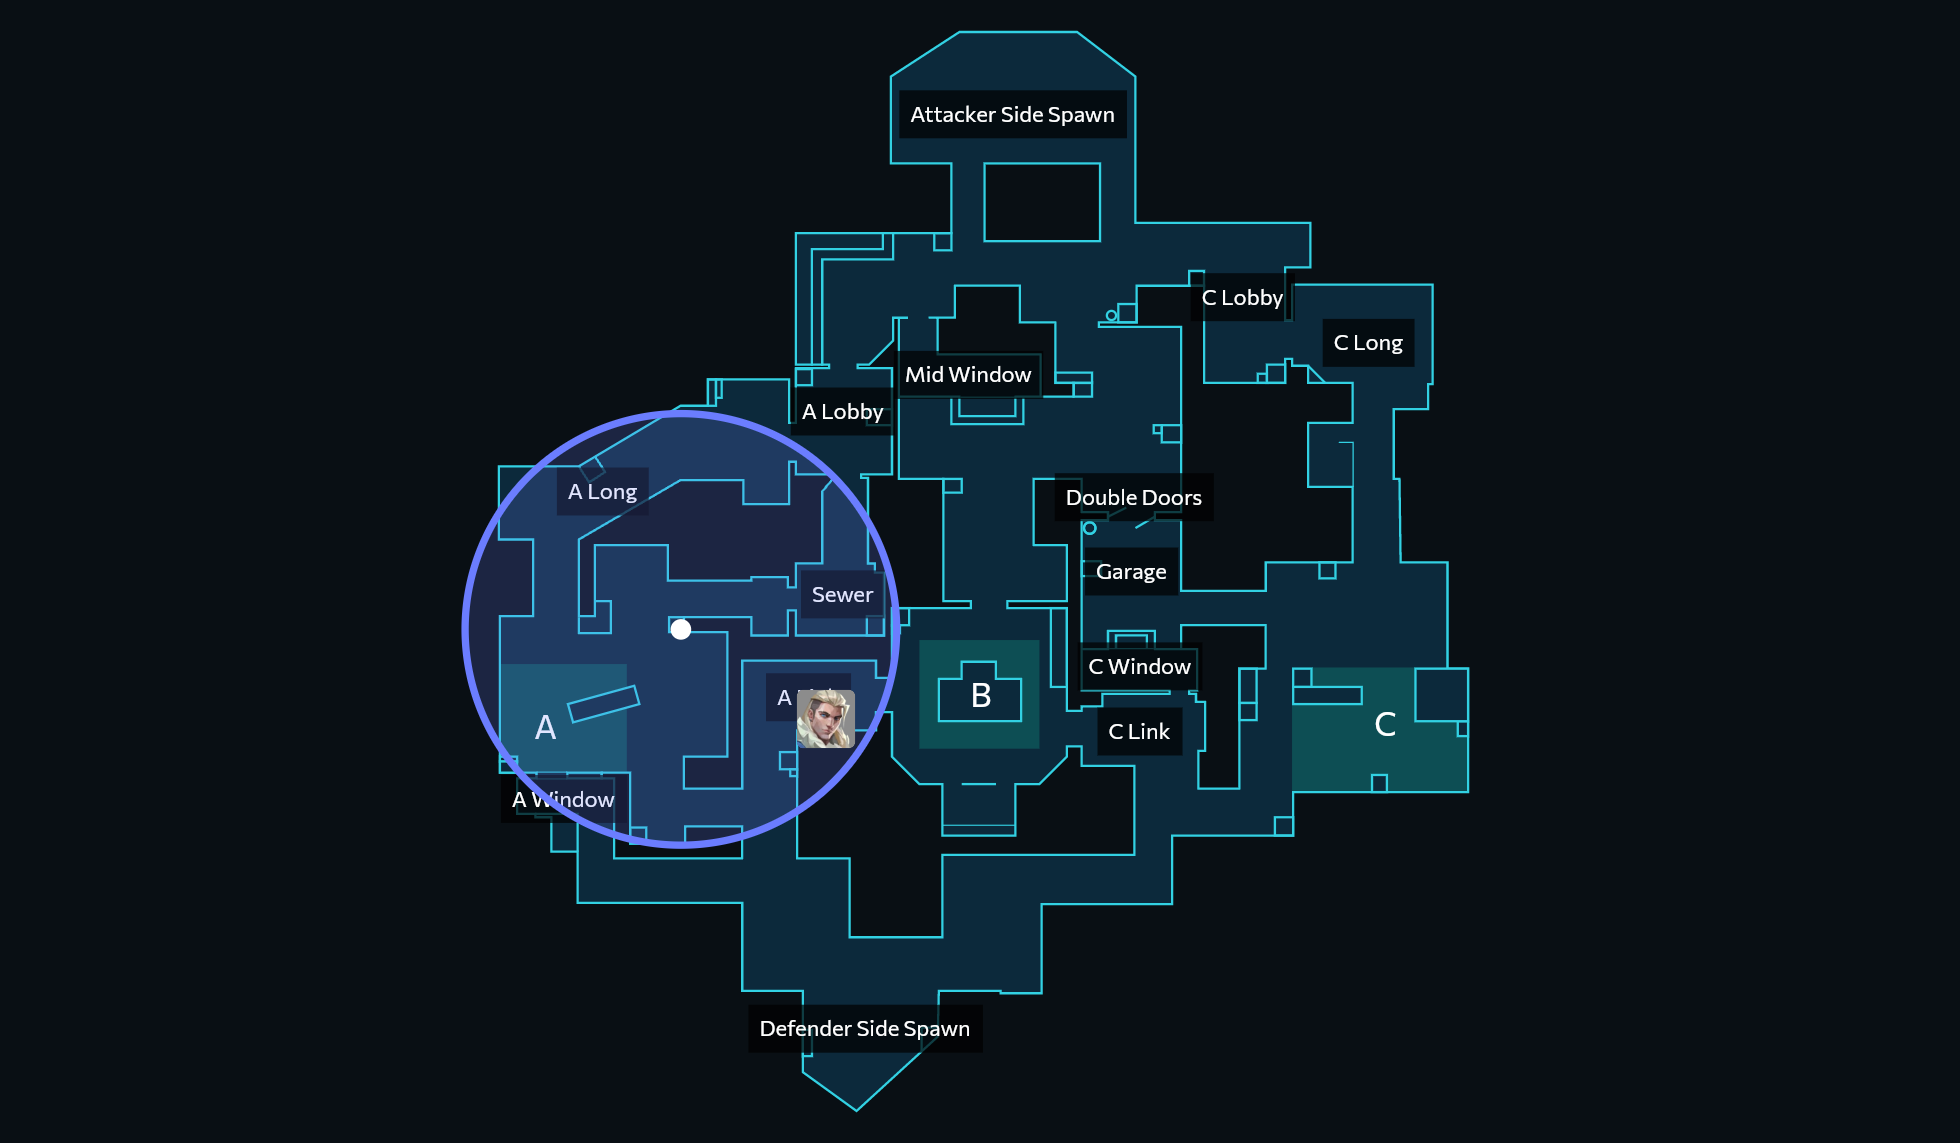 Attacker Side Spawn
C Lobby
C Long
Mid Window
A Lobby
A Long
Double Doors
Garage
Sewer
C Window
B
A
A
C Link
C
A Window
Defender Side Spawn